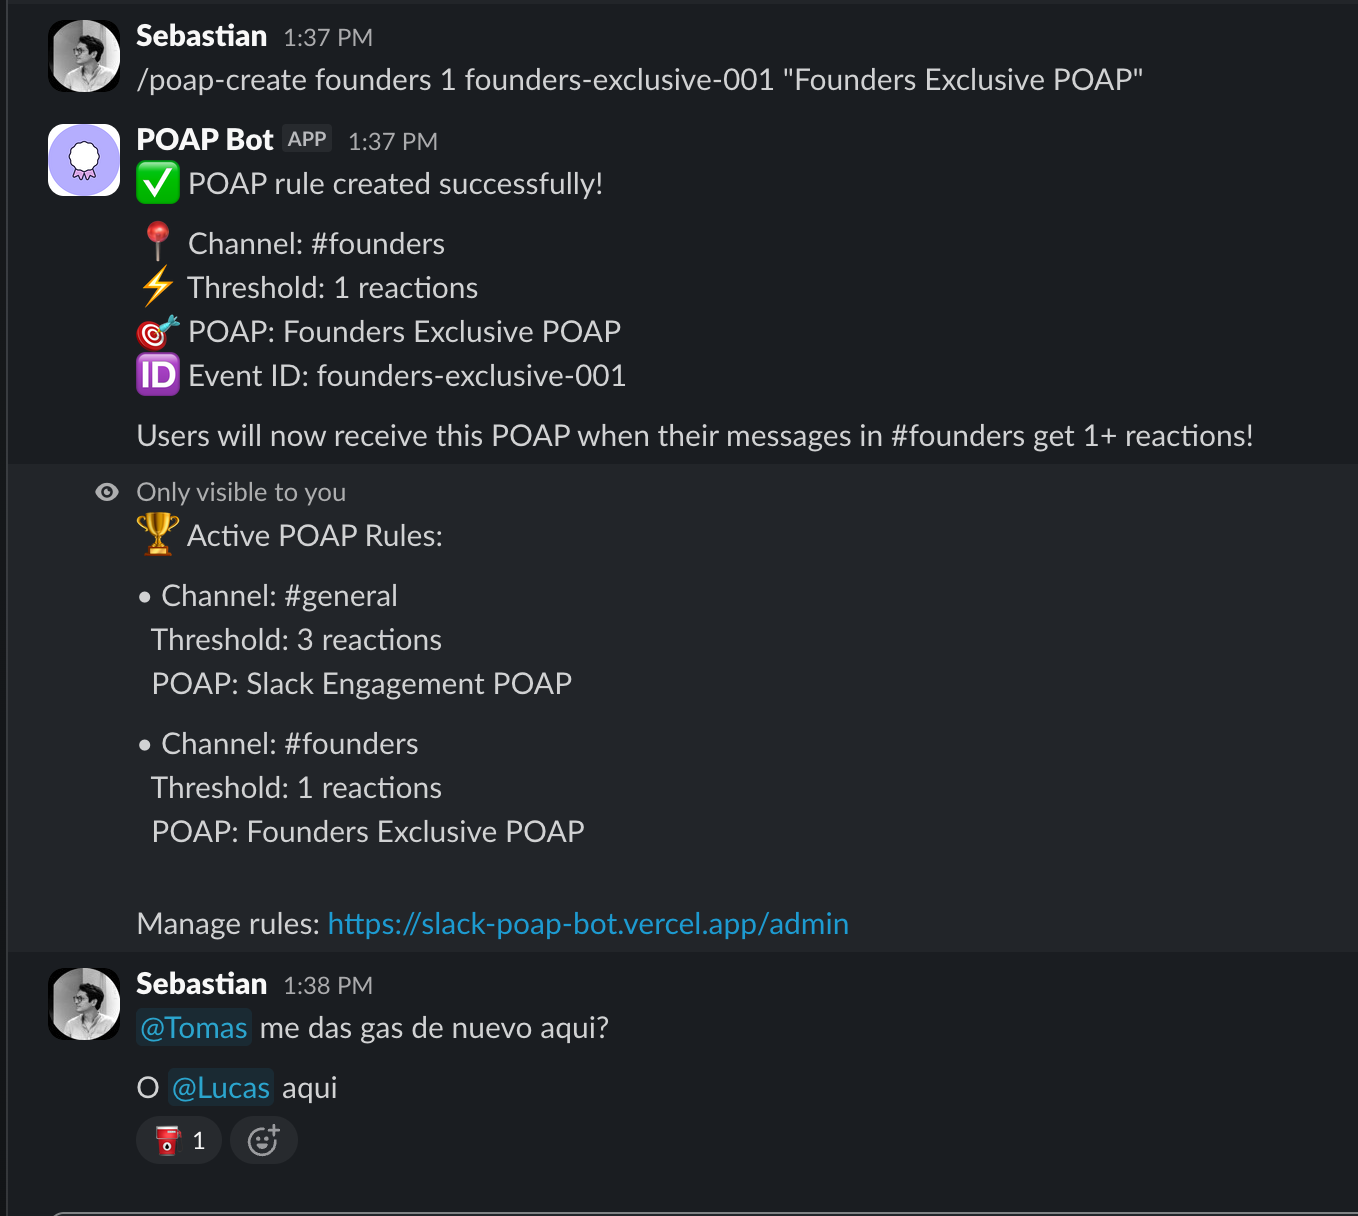 Sebastian 1:37 PM
/poap-create founders 1 founders-exclusive-001 "Founders Exclusive POAP"
POAP Bot APP 1:37 PM
✅ POAP rule created successfully!
📍 Channel: #founders
⚡ Threshold: 1 reactions
🎯 POAP: Founders Exclusive POAP
🆔 Event ID: founders-exclusive-001
Users will now receive this POAP when their messages in #founders get 1+ reactions!
Only visible to you
🏆 Active POAP Rules:
• Channel: #general
Threshold: 3 reactions
POAP: Slack Engagement POAP
• Channel: #founders
Threshold: 1 reactions
POAP: Founders Exclusive POAP
Manage rules: https://slack-poap-bot.vercel.app/admin
Sebastian 1:38 PM
@Tomas me das gas de nuevo aqui?
O @Lucas aqui
1